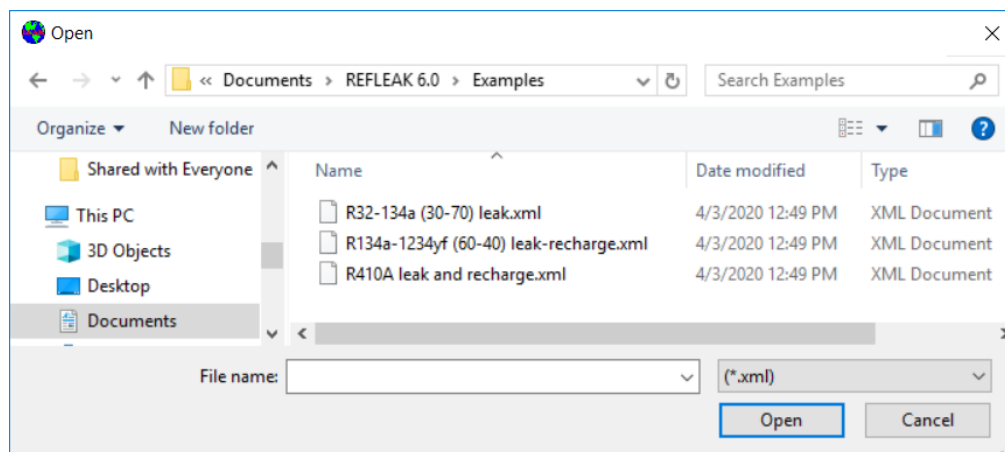 Open
« Documents › REFLEAK 6.0 › Examples
Search Examples
Organize
New folder
Shared with Everyone
This PC
3D Objects
Desktop
Documents
Name Date modified Type
R32-134a (30-70) leak.xml 4/3/2020 12:49 PM XML Document
R134a-1234yf (60-40) leak-recharge.xml 4/3/2020 12:49 PM XML Document
R410A leak and recharge.xml 4/3/2020 12:49 PM XML Document
File name:
(*.xml)
Open
Cancel